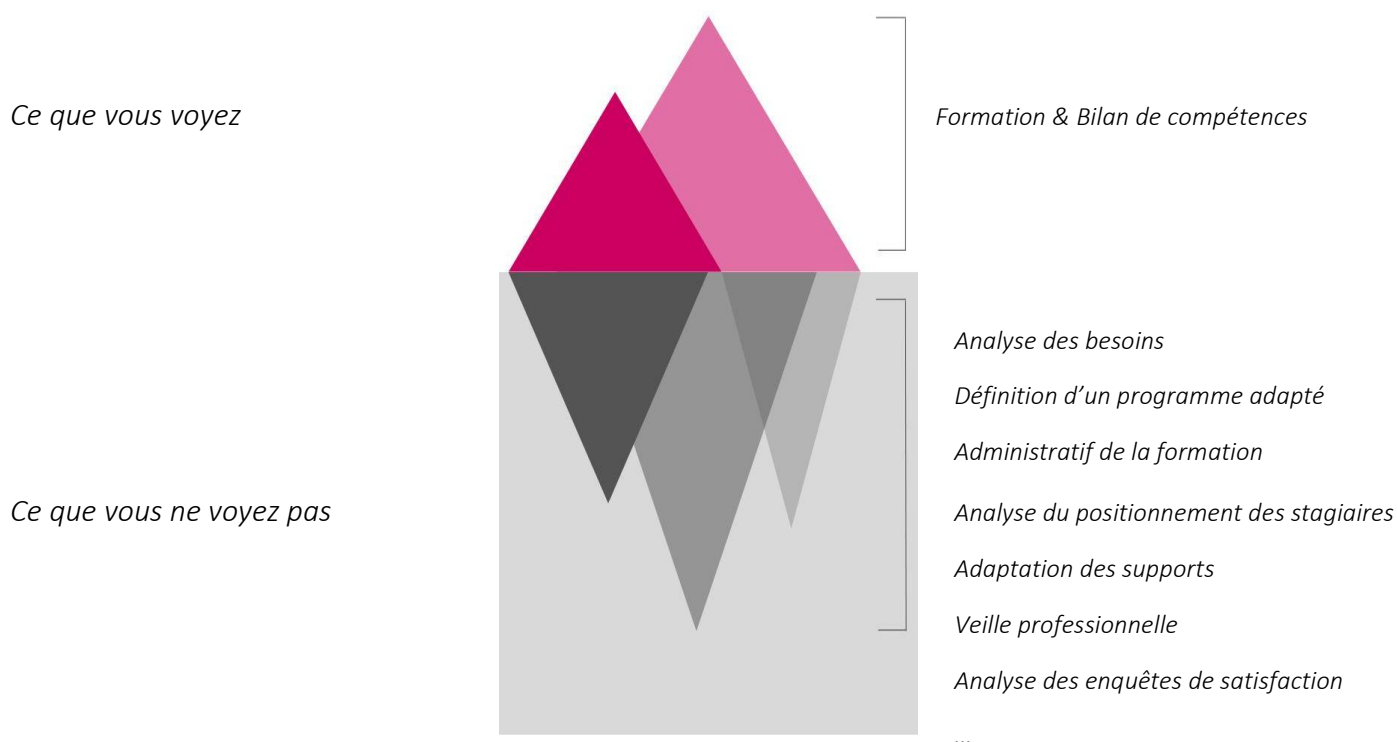 Ce que vous voyez
Formation & Bilan de compétences
Analyse des besoins
Définition d’un programme adapté
Administratif de la formation
Ce que vous ne voyez pas
Analyse du positionnement des stagiaires
Adaptation des supports
Veille professionnelle
Analyse des enquêtes de satisfaction
...